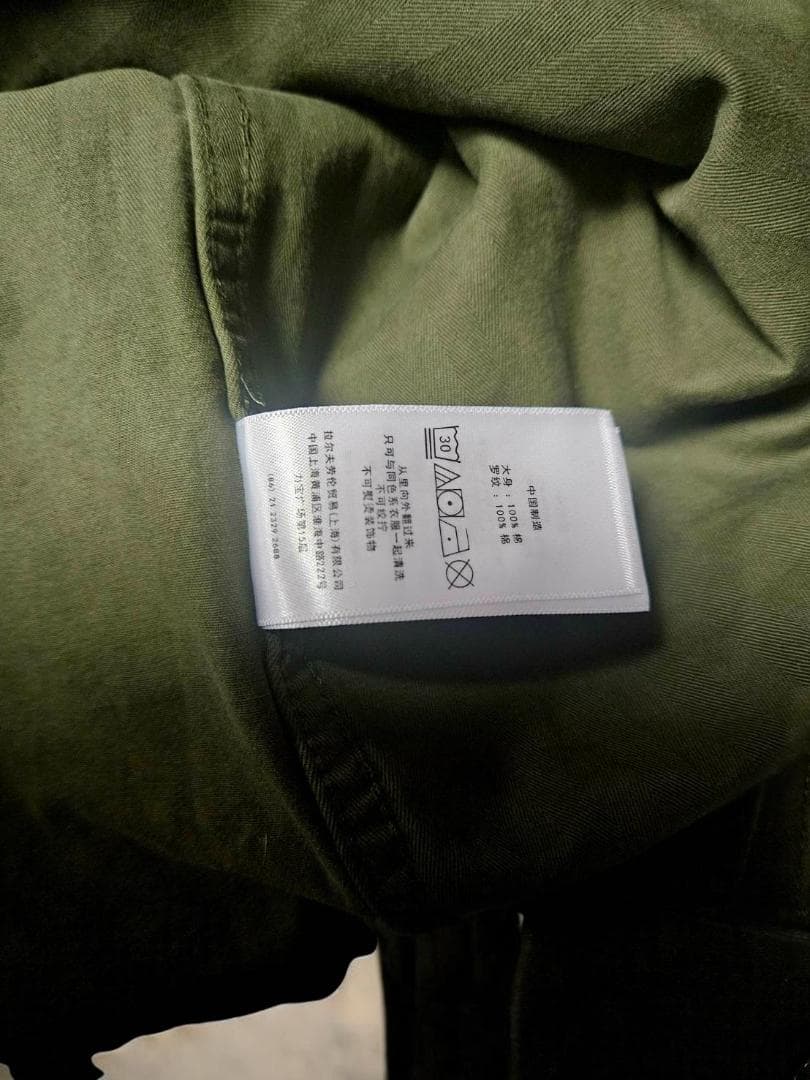 中国制造
大身：100% 棉
罗纹：100% 棉
30
从里向外翻过来
只可与同色系衣服一起清洗
不可绞拧
不可熨烫装饰物
拉尔夫劳伦贸易(上海)有限公司
中国上海黄浦区淮海中路222号
力宝广场第15层
(86) 21 2329 2688